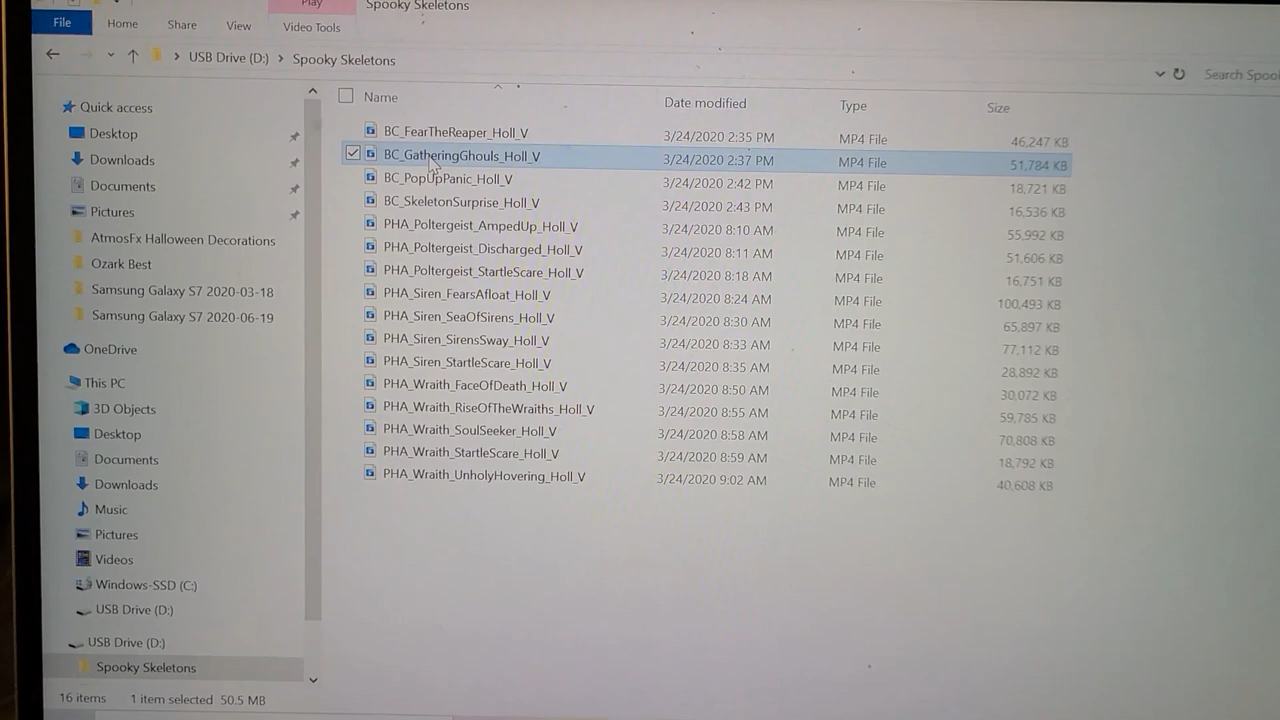 Play
Spooky Skeletons
File
Home
Share
View
Video Tools
USB Drive (D:)
Spooky Skeletons
Search
Quick access
Desktop
Downloads
Documents
Pictures
AtmosFx Halloween Decorations
Ozark Best
Samsung Galaxy S7 2020-03-18
Samsung Galaxy S7 2020-06-19
OneDrive
This PC
3D Objects
Desktop
Documents
Downloads
Music
Pictures
Videos
Windows-SSD (C:)
USB Drive (D:)
USB Drive (D:)
Spooky Skeletons
Name Date modified Type Size
BC_FearTheReaper_Holl_V 3/24/2020 2:35 PM MP4 File 46,247 KB
BC_GatheringGhouls_Holl_V 3/24/2020 2:37 PM MP4 File 51,784 KB
BC_PopUpPanic_Holl_V 3/24/2020 2:42 PM MP4 File 18,721 KB
BC_SkeletonSurprise_Holl_V 3/24/2020 2:43 PM MP4 File 16,536 KB
PHA_Poltergeist_AmpedUp_Holl_V 3/24/2020 8:10 AM MP4 File 55,992 KB
PHA_Poltergeist_Discharged_Holl_V 3/24/2020 8:11 AM MP4 File 51,606 KB
PHA_Poltergeist_StartleScare_Holl_V 3/24/2020 8:18 AM MP4 File 16,751 KB
PHA_Siren_FearsAfloat_Holl_V 3/24/2020 8:24 AM MP4 File 100,493 KB
PHA_Siren_SeaOfSirens_Holl_V 3/24/2020 8:30 AM MP4 File 65,897 KB
PHA_Siren_SirensSway_Holl_V 3/24/2020 8:33 AM MP4 File 77,112 KB
PHA_Siren_StartleScare_Holl_V 3/24/2020 8:35 AM MP4 File 28,892 KB
PHA_Wraith_FaceOfDeath_Holl_V 3/24/2020 8:50 AM MP4 File 30,072 KB
PHA_Wraith_RiseOfTheWraiths_Holl_V 3/24/2020 8:55 AM MP4 File 59,785 KB
PHA_Wraith_SoulSeeker_Holl_V 3/24/2020 8:58 AM MP4 File 70,808 KB
PHA_Wraith_StartleScare_Holl_V 3/24/2020 8:59 AM MP4 File 18,792 KB
PHA_Wraith_UnholyHovering_Holl_V 3/24/2020 9:02 AM MP4 File 40,608 KB
16 items 1 item selected 50.5 MB